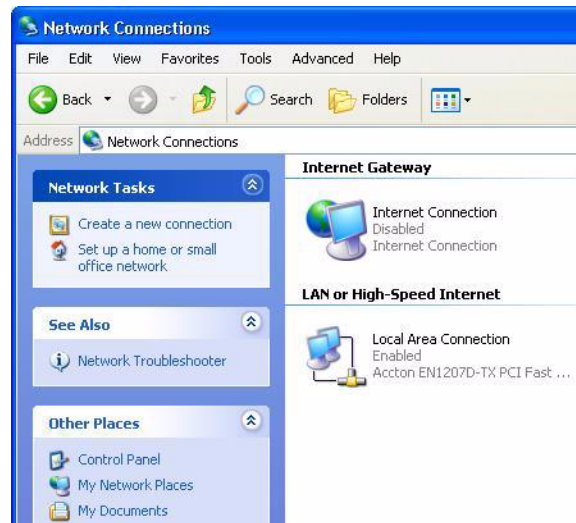 Network Connections
File Edit View Favorites Tools Advanced Help
Back Search Folders
Address Network Connections
Network Tasks
Create a new connection
Set up a home or small
office network
See Also
Network Troubleshooter
Other Places
Control Panel
My Network Places
My Documents
Internet Gateway
Internet Connection
Disabled
Internet Connection
LAN or High-Speed Internet
Local Area Connection
Enabled
Accton EN1207D-TX PCI Fast ...